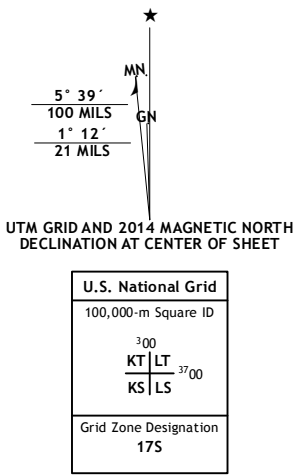 ★
MN.
GN
5° 39´
100 MILS
1° 12´
21 MILS
UTM GRID AND 2014 MAGNETIC NORTH
DECLINATION AT CENTER OF SHEET
U.S. National Grid
100,000-m Square ID
³00
KT LT
³⁷00
KS LS
Grid Zone Designation
17S